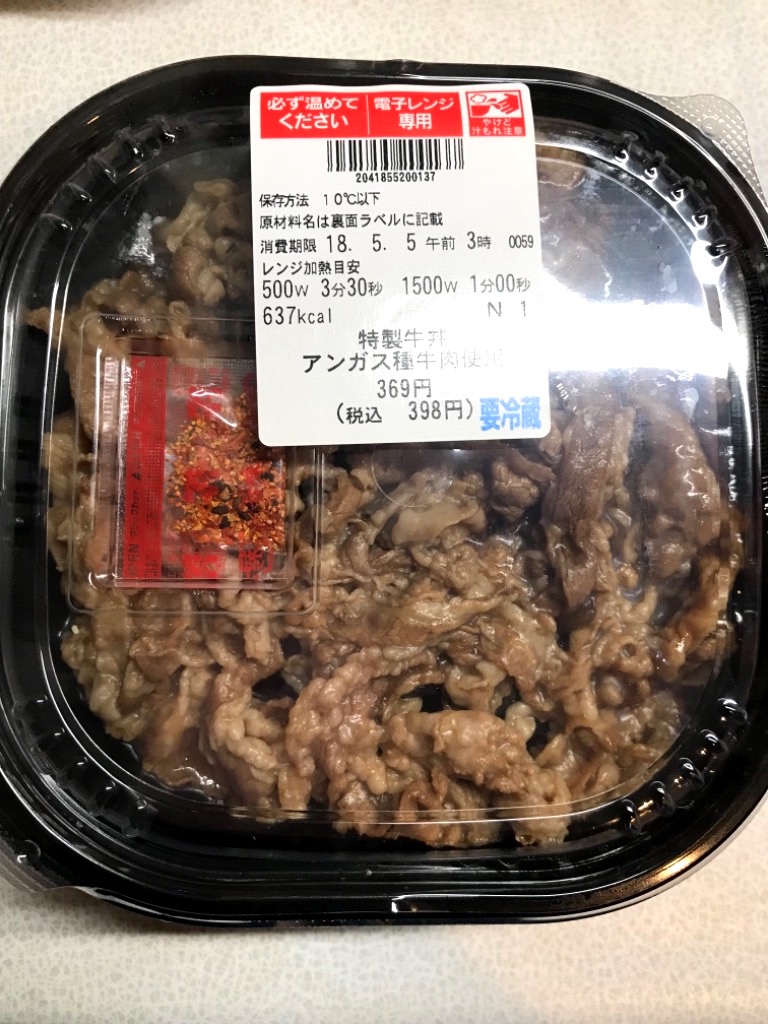 必ず温めて
ください
電子レンジ
専用
やけど
汁もれ注意
2041855200137
保存方法 10℃以下
原材料名は裏面ラベルに記載
消費期限 18. 5. 5 午前 3時 0059
レンジ加熱目安
500W 3分30秒 1500W 1分00秒
637kcal N 1
特製牛丼
アンガス種牛肉使用
369円
(税込 398円) 要冷蔵